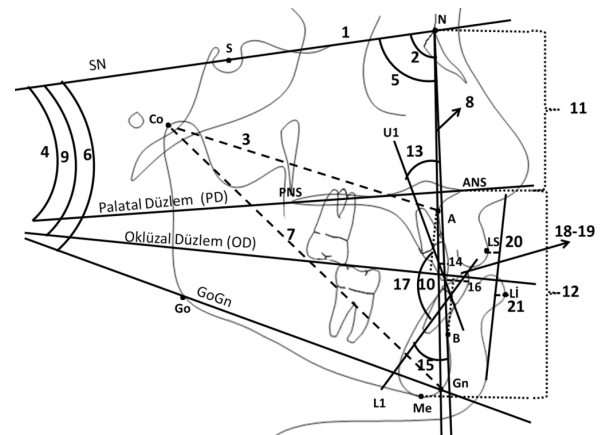 N
1
S
SN
2
5
8
11
Co
U1
4
9
6
3
13
PNS
ANS
Palatal Düzlem (PD)
A
18-19
7
Oklüzal Düzlem (OD)
LS
20
14
17
10
16
12
GoGn
Lİ
21
Go
B
15
Gn
L1
Me